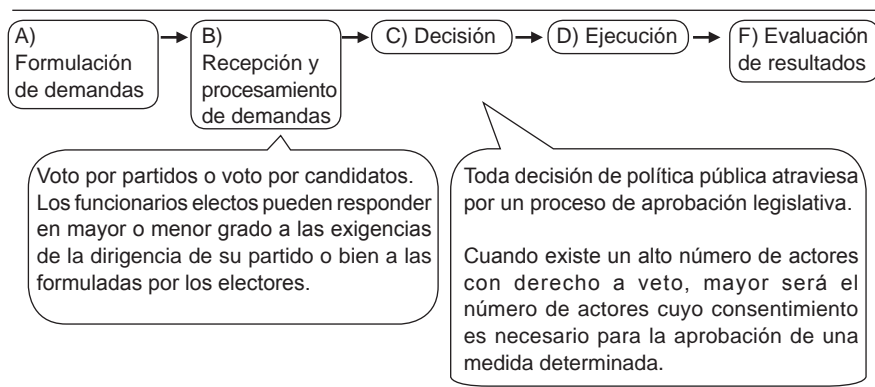 A)
Formulación
de demandas
B)
Recepción y
procesamiento
de demandas
C) Decisión
D) Ejecución
F) Evaluación
de resultados
Voto por partidos o voto por candidatos.
Los funcionarios electos pueden responder
en mayor o menor grado a las exigencias
de la dirigencia de su partido o bien a las
formuladas por los electores.
Toda decisión de política pública atraviesa
por un proceso de aprobación legislativa.
Cuando existe un alto número de actores
con derecho a veto, mayor será el
número de actores cuyo consentimiento
es necesario para la aprobación de una
medida determinada.